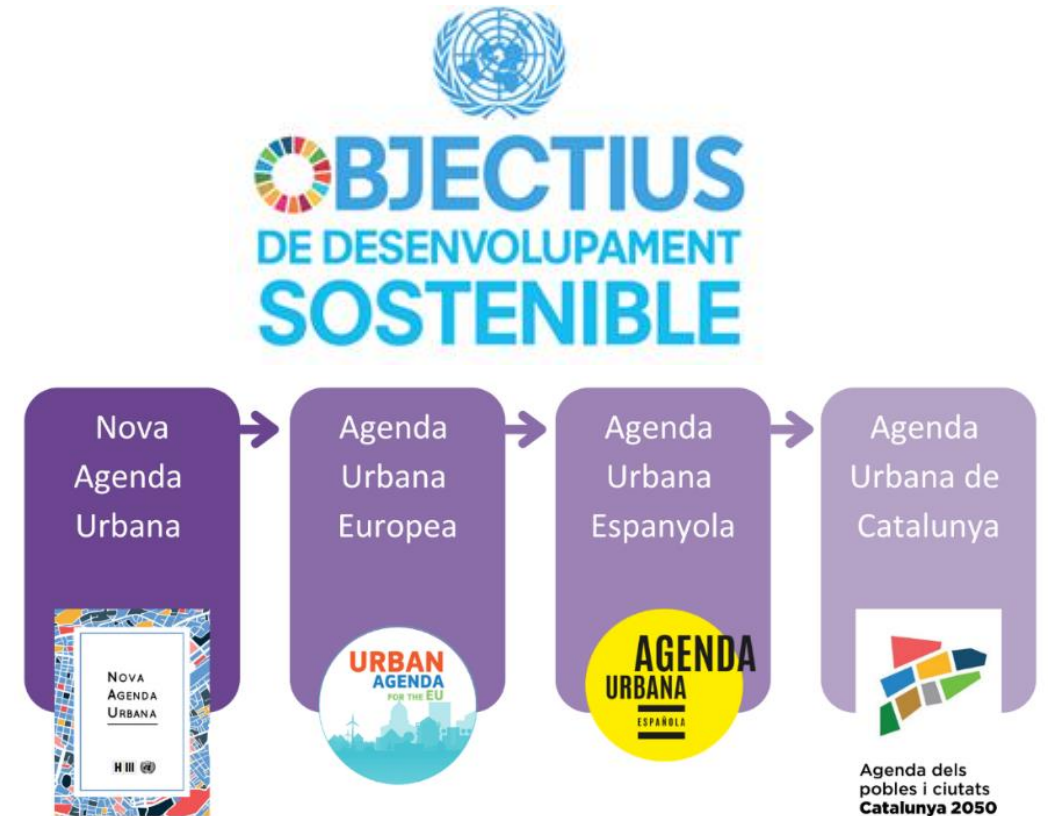 OBJECTIUS
DE DESENVOLUPAMENT
SOSTENIBLE
Nova
Agenda
Urbana
Agenda
Urbana
Europea
Agenda
Urbana
Espanyola
Agenda
Urbana de
Catalunya
NOVA
AGENDA
URBANA
H III
URBAN
AGENDA
FOR THE EU
AGENDA
URBANA
ESPAÑOLA
Agenda dels
pobles i ciutats
Catalunya 2050